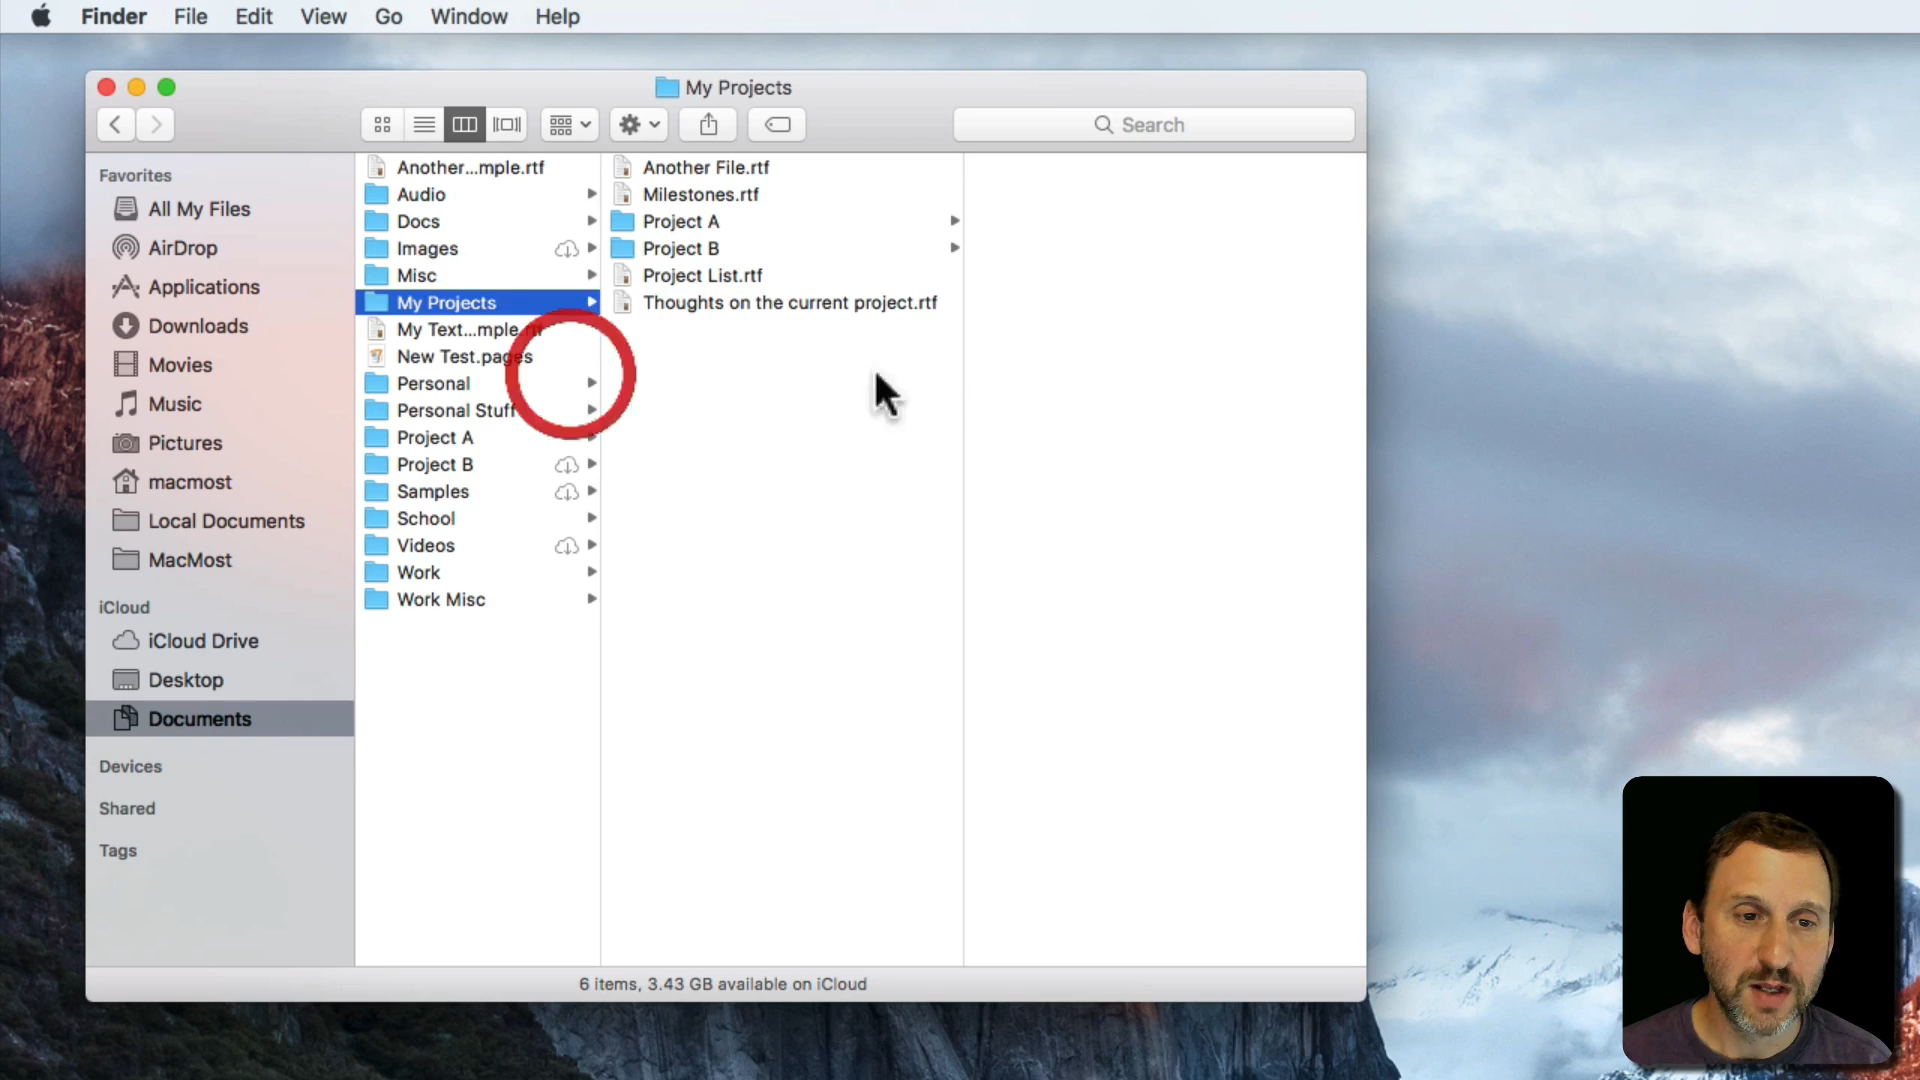 Finder File Edit View Go Window Help
My Projects
Search
Favorites
All My Files
AirDrop
Applications
Downloads
Movies
Music
Pictures
macmost
Local Documents
MacMost
iCloud
iCloud Drive
Desktop
Documents
Devices
Shared
Tags
Another...mple.rtf
Audio
Docs
Images
Misc
My Projects
My Text...mple.rtf
New Test.pages
Personal
Personal Stuff
Project A
Project B
Samples
School
Videos
Work
Work Misc
Another File.rtf
Milestones.rtf
Project A
Project B
Project List.rtf
Thoughts on the current project.rtf
6 items, 3.43 GB available on iCloud